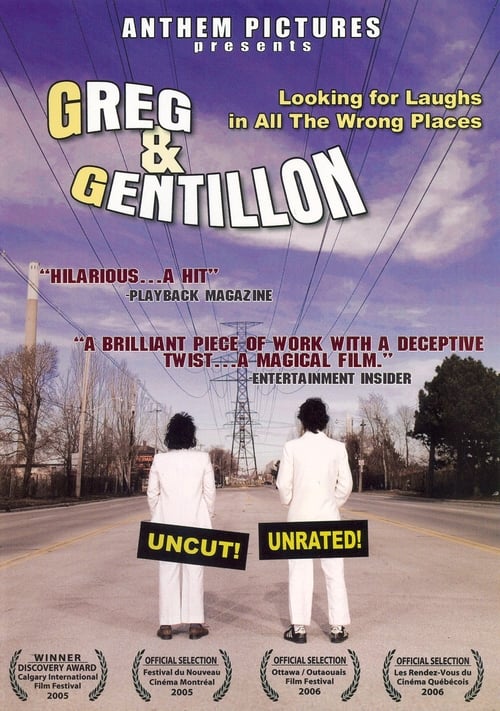 ANTHEM PICTURES
presents
GREG
&
GENTILLON
Looking for Laughs
in All The Wrong Places
"HILARIOUS...A HIT"
-PLAYBACK MAGAZINE
"A BRILLIANT PIECE OF WORK WITH A DECEPTIVE
TWIST...A MAGICAL FILM."
-ENTERTAINMENT INSIDER
UNCUT!
UNRATED!
WINNER
DISCOVERY AWARD
Calgary International
Film Festival
2005
OFFICIAL SELECTION
Festival du Nouveau
Cinéma Montréal
2005
OFFICIAL SELECTION
Ottawa / Outaouais
Film Festival
2006
OFFICIAL SELECTION
Les Rendez-Vous du
Cinéma Québécois
2006